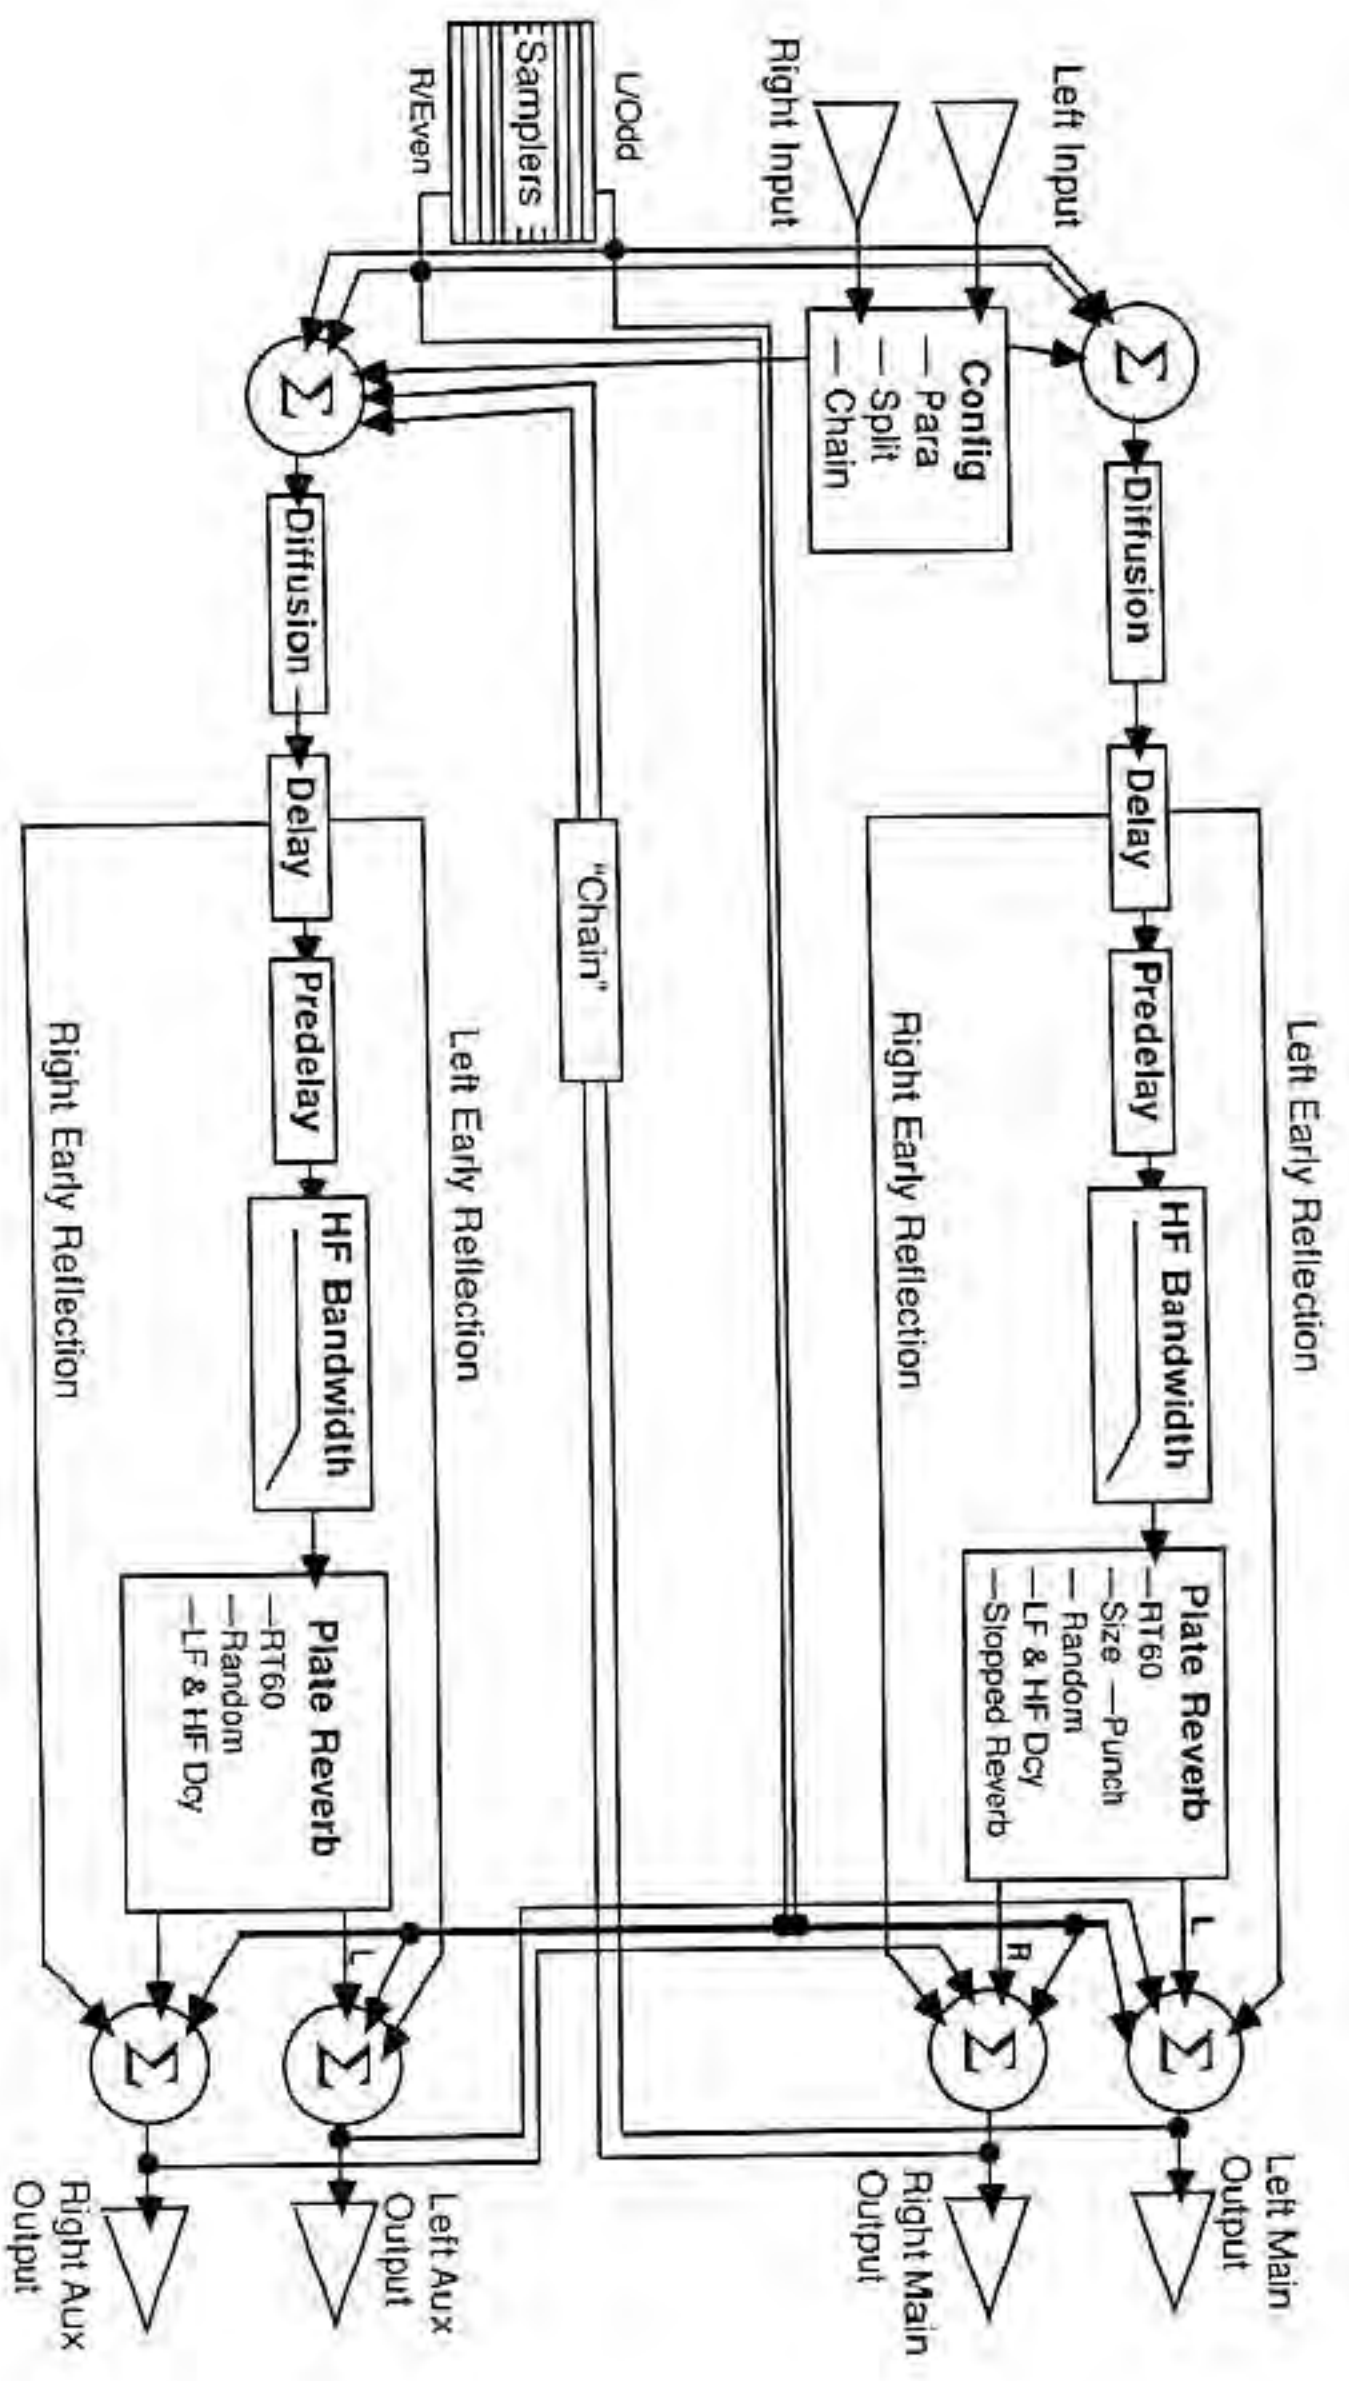 Left Input
Right Input
L/Odd
Samplers
R/Even
Config
— Para
— Split
— Chain
Σ
Diffusion
Delay
Predelay
HF Bandwidth
Left Early Reflection
Right Early Reflection
Plate Reverb
—RT60
—Size —Punch
— Random
—LF & HF Dcy
—Stopped Reverb
L
R
Σ
Σ
Left Main
Output
Right Main
Output
"Chain"
Σ
Diffusion
Delay
Predelay
HF Bandwidth
Left Early Reflection
Right Early Reflection
Plate Reverb
—RT60
—Random
—LF & HF Dcy
L
Σ
Σ
Left Aux
Output
Right Aux
Output